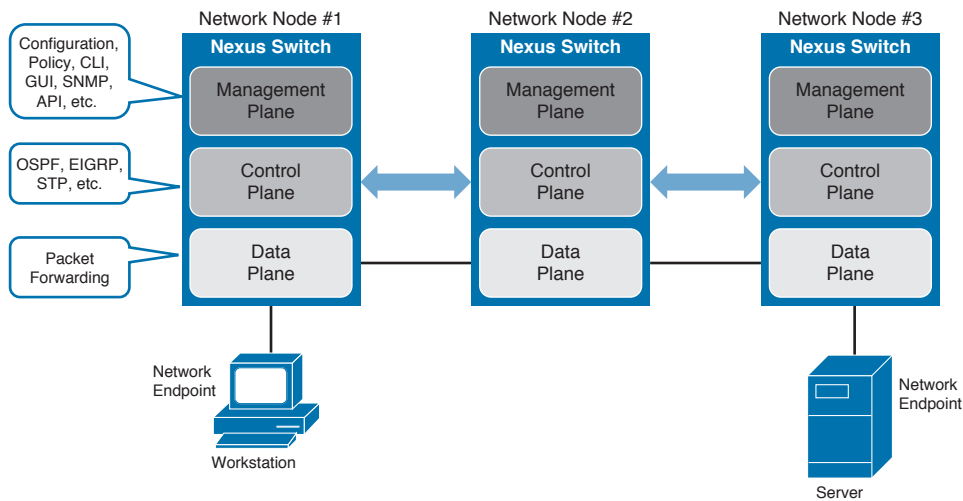 Network Node #1
Network Node #2
Network Node #3
Configuration,
Policy, CLI,
GUI, SNMP,
API, etc.
OSPF, EIGRP,
STP, etc.
Packet
Forwarding
Nexus Switch
Management
Plane
Control
Plane
Data
Plane
Nexus Switch
Management
Plane
Control
Plane
Data
Plane
Nexus Switch
Management
Plane
Control
Plane
Data
Plane
Network
Endpoint
Workstation
Network
Endpoint
Server